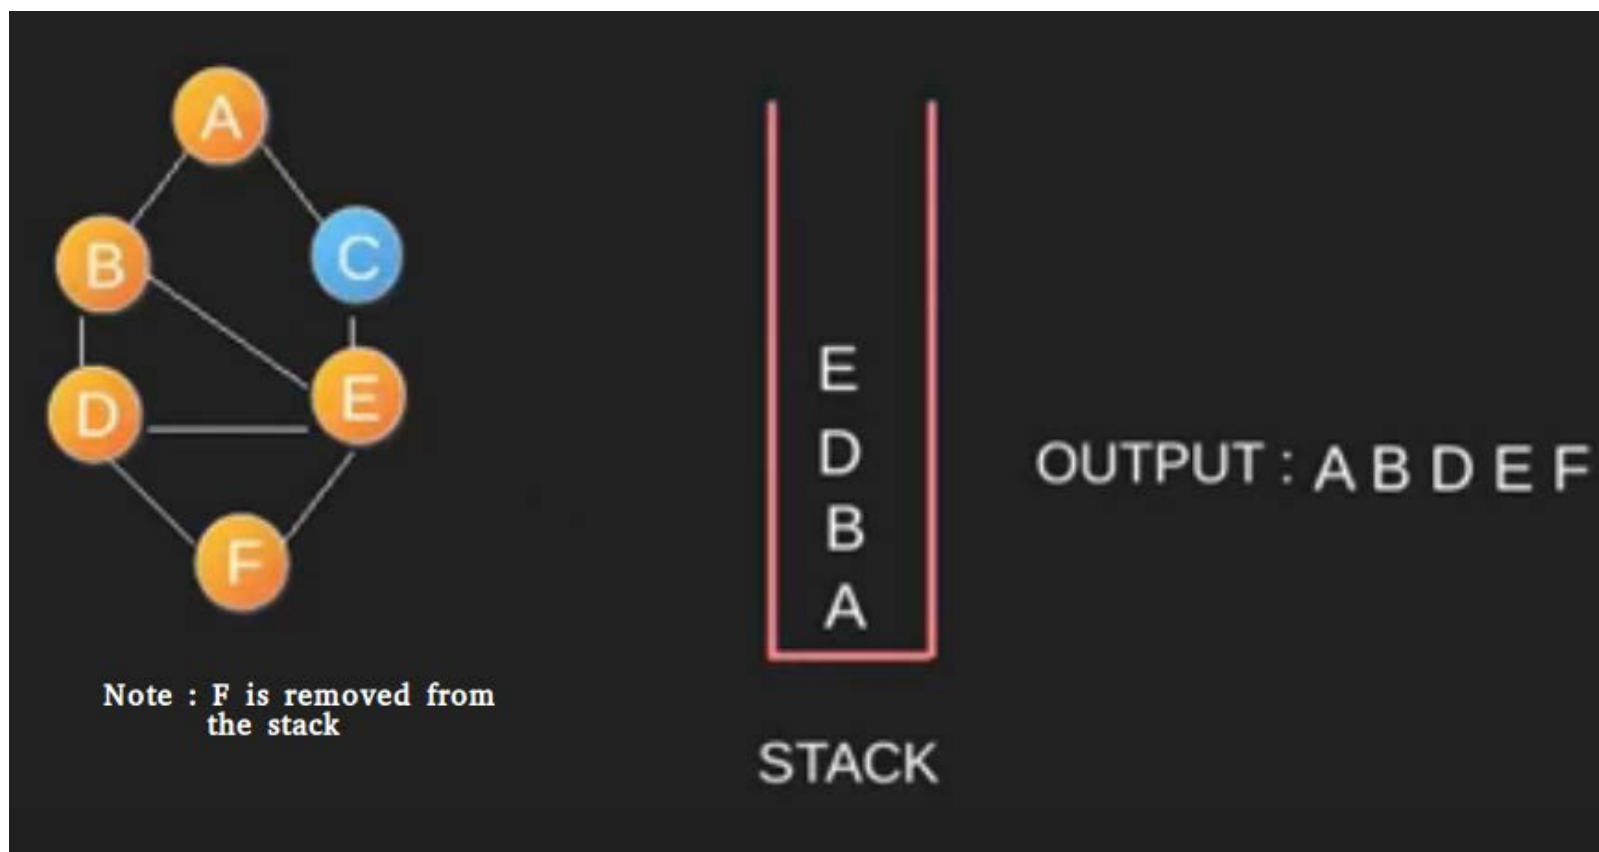 A
B
C
D
E
F
Note : F is removed from
the stack
E
D
B
A
STACK
OUTPUT : A B D E F